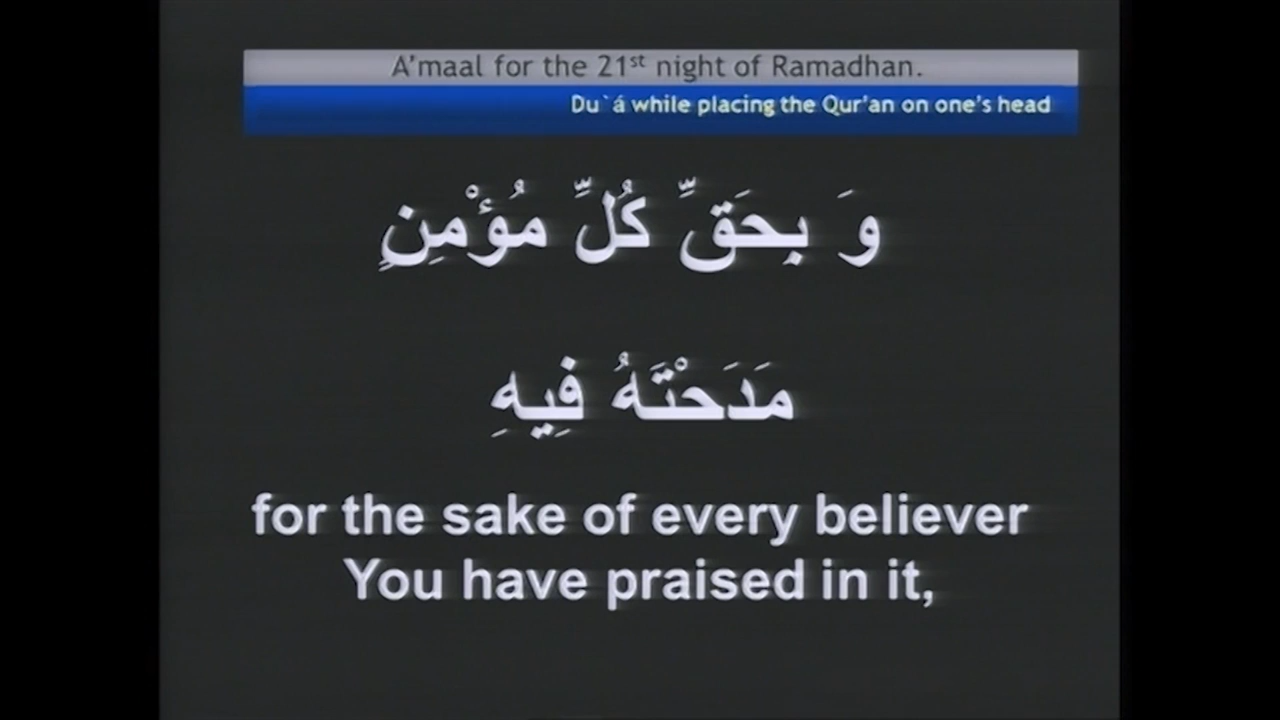 A'maal for the 21st night of Ramadhan.
Du`á while placing the Qur'an on one's head
وَ بِحَقِّ كُلِّ مُؤْمِنٍ
مَدَحْتَهُ فِيهِ
for the sake of every believer
You have praised in it,